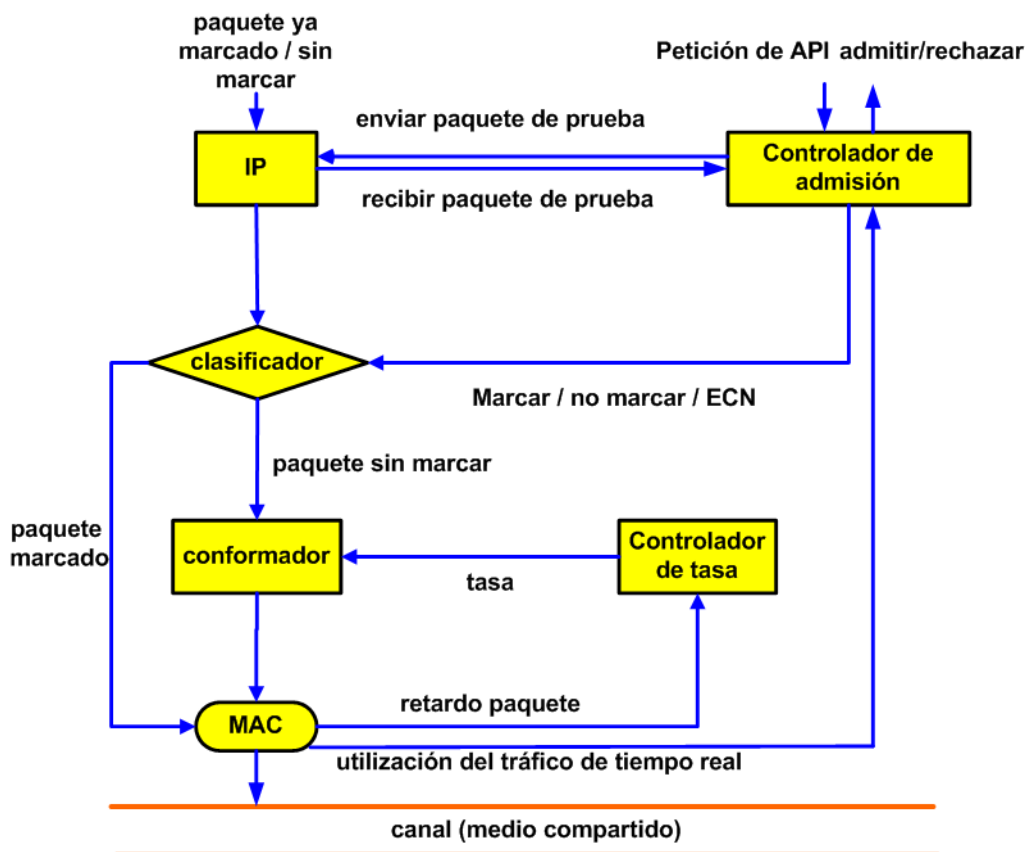 paquete ya
marcado / sin
marcar
Petición de API admitir/rechazar
enviar paquete de prueba
IP
Controlador de
admisión
recibir paquete de prueba
clasificador
Marcar / no marcar / ECN
paquete sin marcar
paquete
marcado
conformador
Controlador
de tasa
tasa
retardo paquete
MAC
utilización del tráfico de tiempo real
canal (medio compartido)